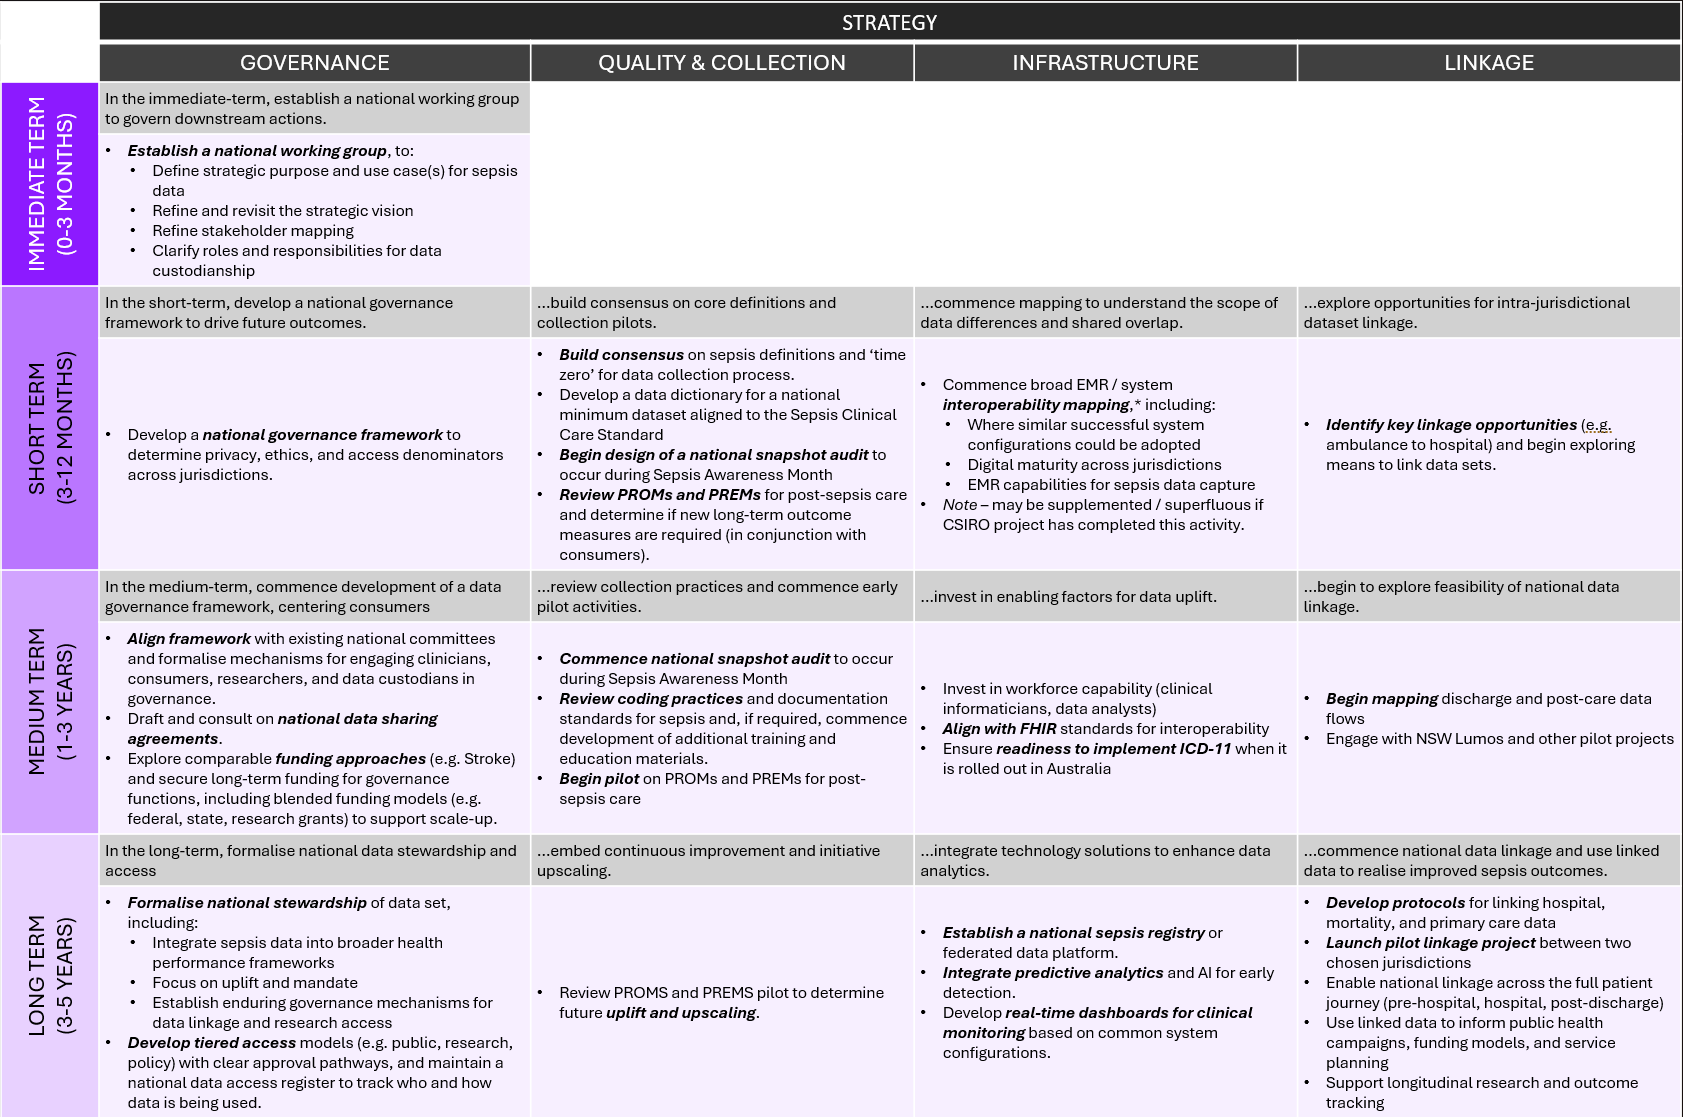 STRATEGY
GOVERNANCE
QUALITY & COLLECTION
INFRASTRUCTURE
LINKAGE
IMMEDIATE TERM
(0-3 MONTHS)
In the immediate-term, establish a national working group
to govern downstream actions.
• Establish a national working group, to:
• Define strategic purpose and use case(s) for sepsis
data
• Refine and revisit the strategic vision
• Refine stakeholder mapping
• Clarify roles and responsibilities for data
custodianship
SHORT TERM
(3-12 MONTHS)
In the short-term, develop a national governance
framework to drive future outcomes.
• Develop a national governance framework to
determine privacy, ethics, and access denominators
across jurisdictions.
...build consensus on core definitions and
collection pilots.
• Build consensus on sepsis definitions and ‘time
zero’ for data collection process.
• Develop a data dictionary for a national
minimum dataset aligned to the Sepsis Clinical
Care Standard
• Begin design of a national snapshot audit to
occur during Sepsis Awareness Month
• Review PROMs and PREMs for post-sepsis care
and determine if new long-term outcome
measures are required (in conjunction with
consumers).
...commence mapping to understand the scope of
data differences and shared overlap.
• Commence broad EMR / system
interoperability mapping,* including:
• Where similar successful system
configurations could be adopted
• Digital maturity across jurisdictions
• EMR capabilities for sepsis data capture
• Note – may be supplemented / superfluous if
CSIRO project has completed this activity.
...explore opportunities for intra-jurisdictional
dataset linkage.
• Identify key linkage opportunities (e.g.
ambulance to hospital) and begin exploring
means to link data sets.
MEDIUM TERM
(1-3 YEARS)
In the medium-term, commence development of a data
governance framework, centering consumers
• Align framework with existing national committees
and formalise mechanisms for engaging clinicians,
consumers, researchers, and data custodians in
governance.
• Draft and consult on national data sharing
agreements.
• Explore comparable funding approaches (e.g. Stroke)
and secure long-term funding for governance
functions, including blended funding models (e.g.
federal, state, research grants) to support scale-up.
...review collection practices and commence early
pilot activities.
• Commence national snapshot audit to occur
during Sepsis Awareness Month
• Review coding practices and documentation
standards for sepsis and, if required, commence
development of additional training and
education materials.
• Begin pilot on PROMs and PREMs for post-
sepsis care
...invest in enabling factors for data uplift.
• Invest in workforce capability (clinical
informaticians, data analysts)
• Align with FHIR standards for interoperability
• Ensure readiness to implement ICD-11 when it
is rolled out in Australia
...begin to explore feasibility of national data
linkage.
• Begin mapping discharge and post-care data
flows
• Engage with NSW Lumos and other pilot projects
LONG TERM
(3-5 YEARS)
In the long-term, formalise national data stewardship and
access
• Formalise national stewardship of data set,
including:
• Integrate sepsis data into broader health
performance frameworks
• Focus on uplift and mandate
• Establish enduring governance mechanisms for
data linkage and research access
• Develop tiered access models (e.g. public, research,
policy) with clear approval pathways, and maintain a
national data access register to track who and how
data is being used.
...embed continuous improvement and initiative
upscaling.
• Review PROMS and PREMS pilot to determine
future uplift and upscaling.
...integrate technology solutions to enhance data
analytics.
• Establish a national sepsis registry or
federated data platform.
• Integrate predictive analytics and AI for early
detection.
• Develop real-time dashboards for clinical
monitoring based on common system
configurations.
...commence national data linkage and use linked
data to realise improved sepsis outcomes.
• Develop protocols for linking hospital,
mortality, and primary care data
• Launch pilot linkage project between two
chosen jurisdictions
• Enable national linkage across the full patient
journey (pre-hospital, hospital, post-discharge)
• Use linked data to inform public health
campaigns, funding models, and service
planning
• Support longitudinal research and outcome
tracking